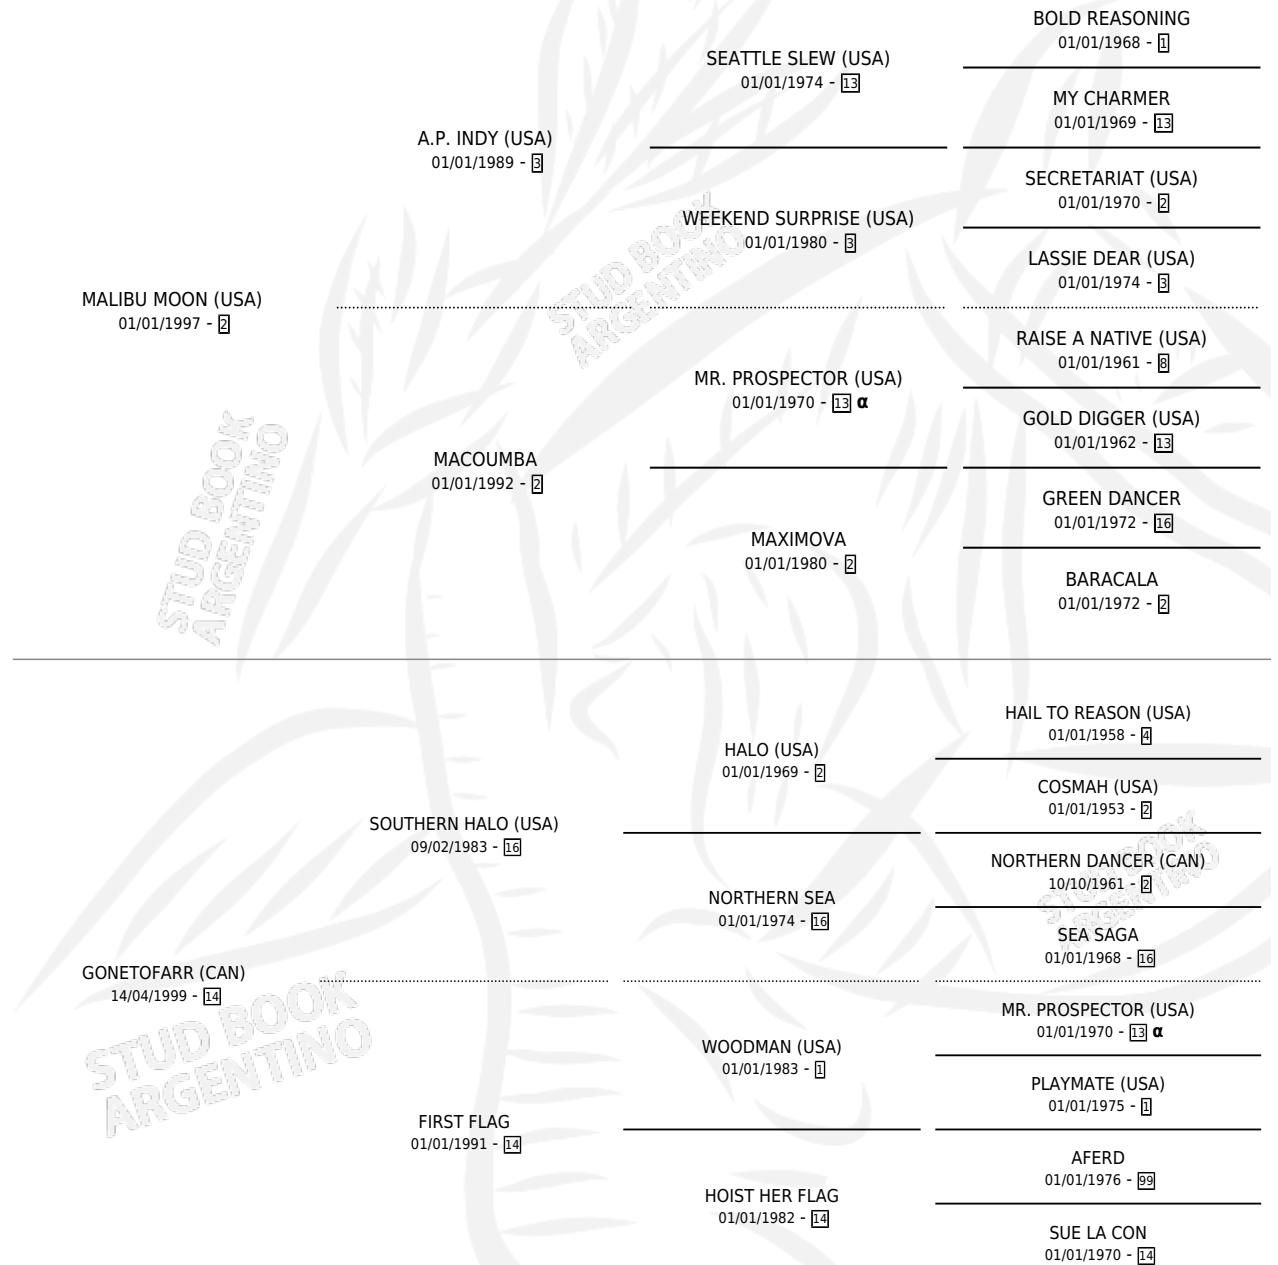 MALIBU MOON (USA)
01/01/1997 - 2
A.P. INDY (USA)
01/01/1989 - 3
SEATTLE SLEW (USA)
01/01/1974 - 13
BOLD REASONING
01/01/1968 - 1
MY CHARMER
01/01/1969 - 13
WEEKEND SURPRISE (USA)
01/01/1980 - 3
SECRETARIAT (USA)
01/01/1970 - 2
LASSIE DEAR (USA)
01/01/1974 - 3
MACOUMBA
01/01/1992 - 2
MR. PROSPECTOR (USA)
01/01/1970 - 13 α
RAISE A NATIVE (USA)
01/01/1961 - 8
GOLD DIGGER (USA)
01/01/1962 - 13
MAXIMOVA
01/01/1980 - 2
GREEN DANCER
01/01/1972 - 16
BARACALA
01/01/1972 - 2
GONETOFARR (CAN)
14/04/1999 - 14
SOUTHERN HALO (USA)
09/02/1983 - 16
HALO (USA)
01/01/1969 - 2
HAIL TO REASON (USA)
01/01/1958 - 4
COSMAH (USA)
01/01/1953 - 2
NORTHERN SEA
01/01/1974 - 16
NORTHERN DANCER (CAN)
10/10/1961 - 2
SEA SAGA
01/01/1968 - 16
FIRST FLAG
01/01/1991 - 14
WOODMAN (USA)
01/01/1983 - 1
MR. PROSPECTOR (USA)
01/01/1970 - 13 α
PLAYMATE (USA)
01/01/1975 - 1
HOIST HER FLAG
01/01/1982 - 14
AFERD
01/01/1976 - 99
SUE LA CON
01/01/1970 - 14
STUD BOOK
ARGENTINO
STUD BOOK
ARGENTINO
STUD BOOK
ARGENTINO
STUD BOOK
ARGENTINO